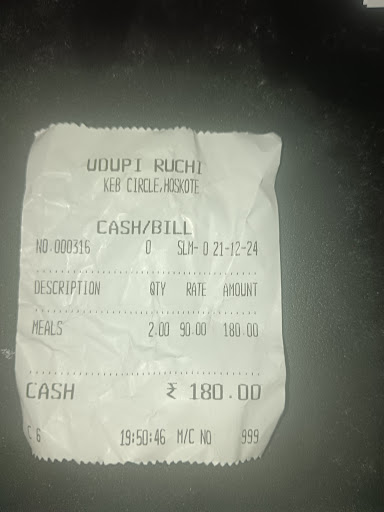 UDUPI RUCHI
KEB CIRCLE,HOSKOTE
CASH/BILL
NO 000316 0 SLM- 0 21-12-24
DESCRIPTION QTY RATE AMOUNT
MEALS 2.00 90.00 180.00
CASH ₹ 180.00
C 6 19:50:46 M/C NO 999